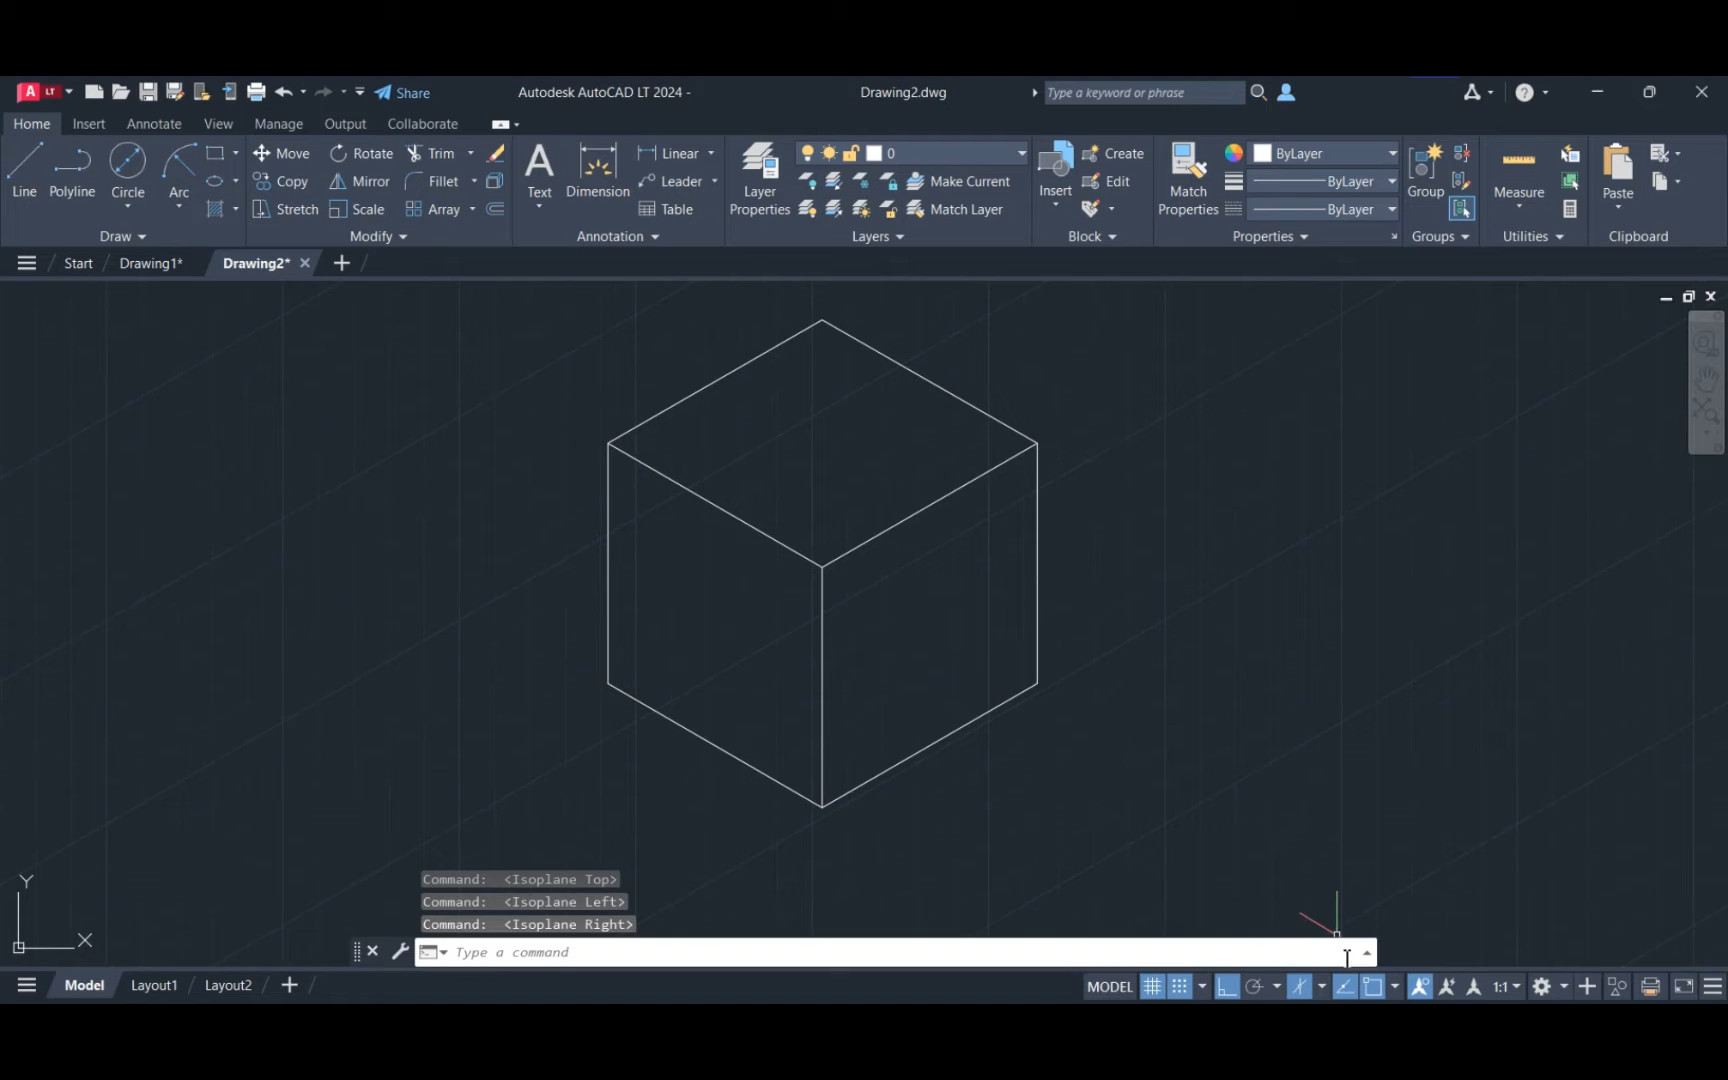 A LT Share Autodesk AutoCAD LT 2024 - Drawing2.dwg Type a keyword or phrase
Home Insert Annotate View Manage Output Collaborate
Line Polyline Circle Arc
Move Rotate Trim
Copy Mirror Fillet
Stretch Scale Array
Text Dimension
Linear
Leader
Table
Layer Properties
0
Make Current
Match Layer
Insert
Create
Edit
Match Properties
ByLayer
ByLayer
ByLayer
Group
Measure
Paste
Draw Modify Annotation Layers Block Properties Groups Utilities Clipboard
Start Drawing1* Drawing2*
Y
X
Command: <Isoplane Top>
Command: <Isoplane Left>
Command: <Isoplane Right>
Type a command
Model Layout1 Layout2 MODEL 1:1